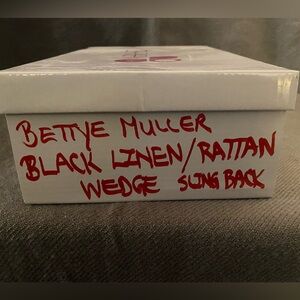 BETTYE MULLER
BLACK LINEN/RATTAN
WEDGE SLING BACK